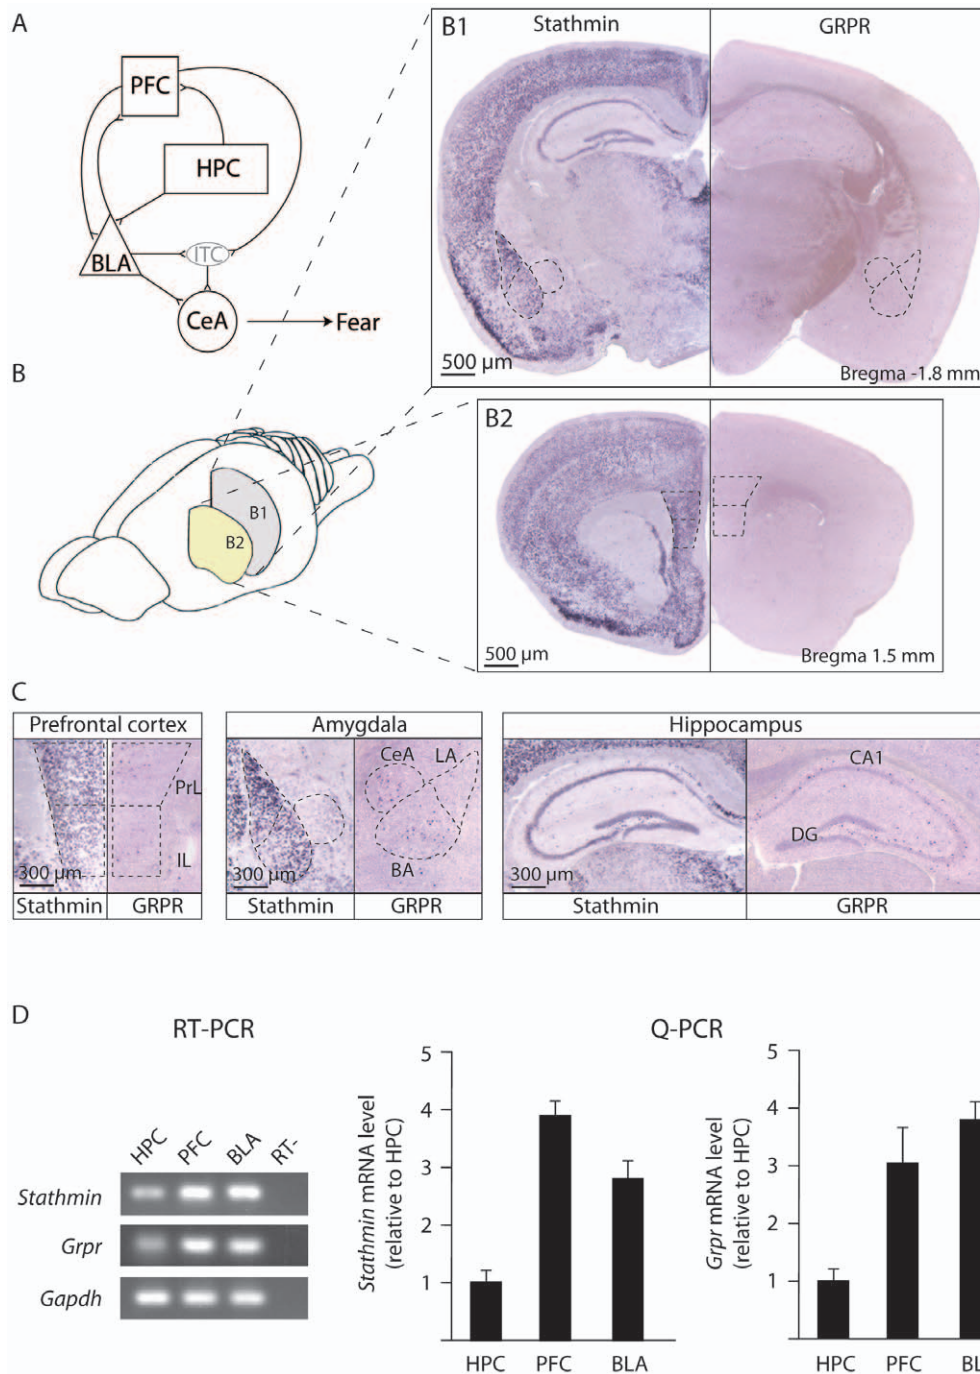 A
PFC
HPC
BLA
ITC
CeA
Fear
B
B1
B2
B1
Stathmin
GRPR
500 µm
Bregma -1.8 mm
B2
500 µm
Bregma 1.5 mm
C
Prefrontal cortex
PrL
IL
300 µm
Stathmin
GRPR
Amygdala
CeA
LA
BA
300 µm
Stathmin
GRPR
Hippocampus
CA1
DG
300 µm
Stathmin
GRPR
D
RT-PCR
HPC
PFC
BLA
RT-
Stathmin
Grpr
Gapdh
Q-PCR
Stathmin mRNA level
(relative to HPC)
5
4
3
2
1
HPC
PFC
BLA
Grpr mRNA level
(relative to HPC)
5
4
3
2
1
HPC
PFC